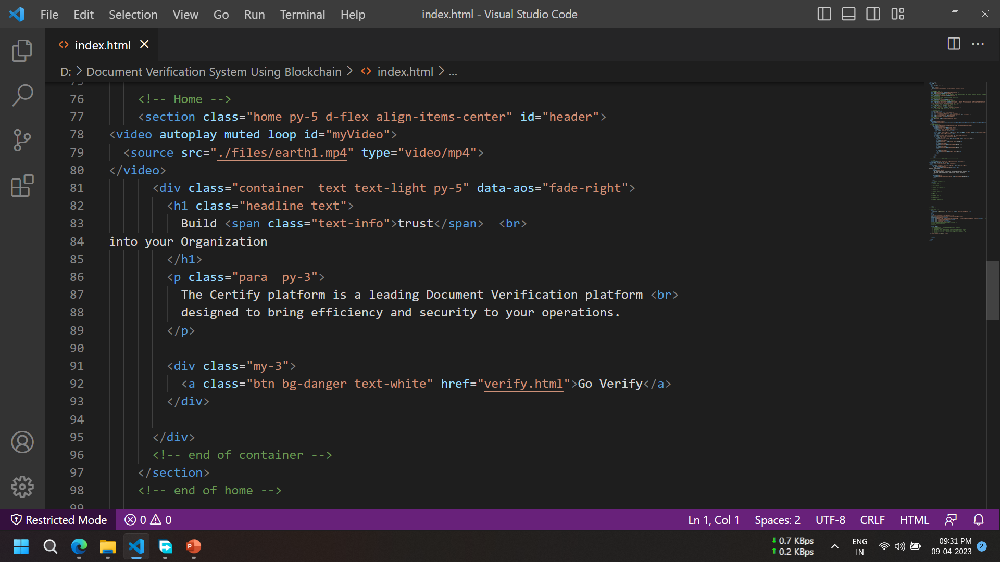 File Edit Selection View Go Run Terminal Help index.html - Visual Studio Code
index.html
D: > Document Verification System Using Blockchain > index.html > ...
75
76 <!-- Home -->
77 <section class="home py-5 d-flex align-items-center" id="header">
78 <video autoplay muted loop id="myVideo">
79 <source src="./files/earth1.mp4" type="video/mp4">
80 </video>
81 <div class="container  text text-light py-5" data-aos="fade-right">
82 <h1 class="headline text">
83 Build <span class="text-info">trust</span>  <br>
84 into your Organization
85 </h1>
86 <p class="para  py-3">
87 The Certify platform is a leading Document Verification platform <br>
88 designed to bring efficiency and security to your operations.
89 </p>
90
91 <div class="my-3">
92 <a class="btn bg-danger text-white" href="verify.html">Go Verify</a>
93 </div>
94
95 </div>
96 <!-- end of container -->
97 </section>
98 <!-- end of home -->
99
Restricted Mode 0 0 Ln 1, Col 1 Spaces: 2 UTF-8 CRLF HTML
0.7 KBps
0.2 KBps
ENG
IN
09:31 PM
09-04-2023
2